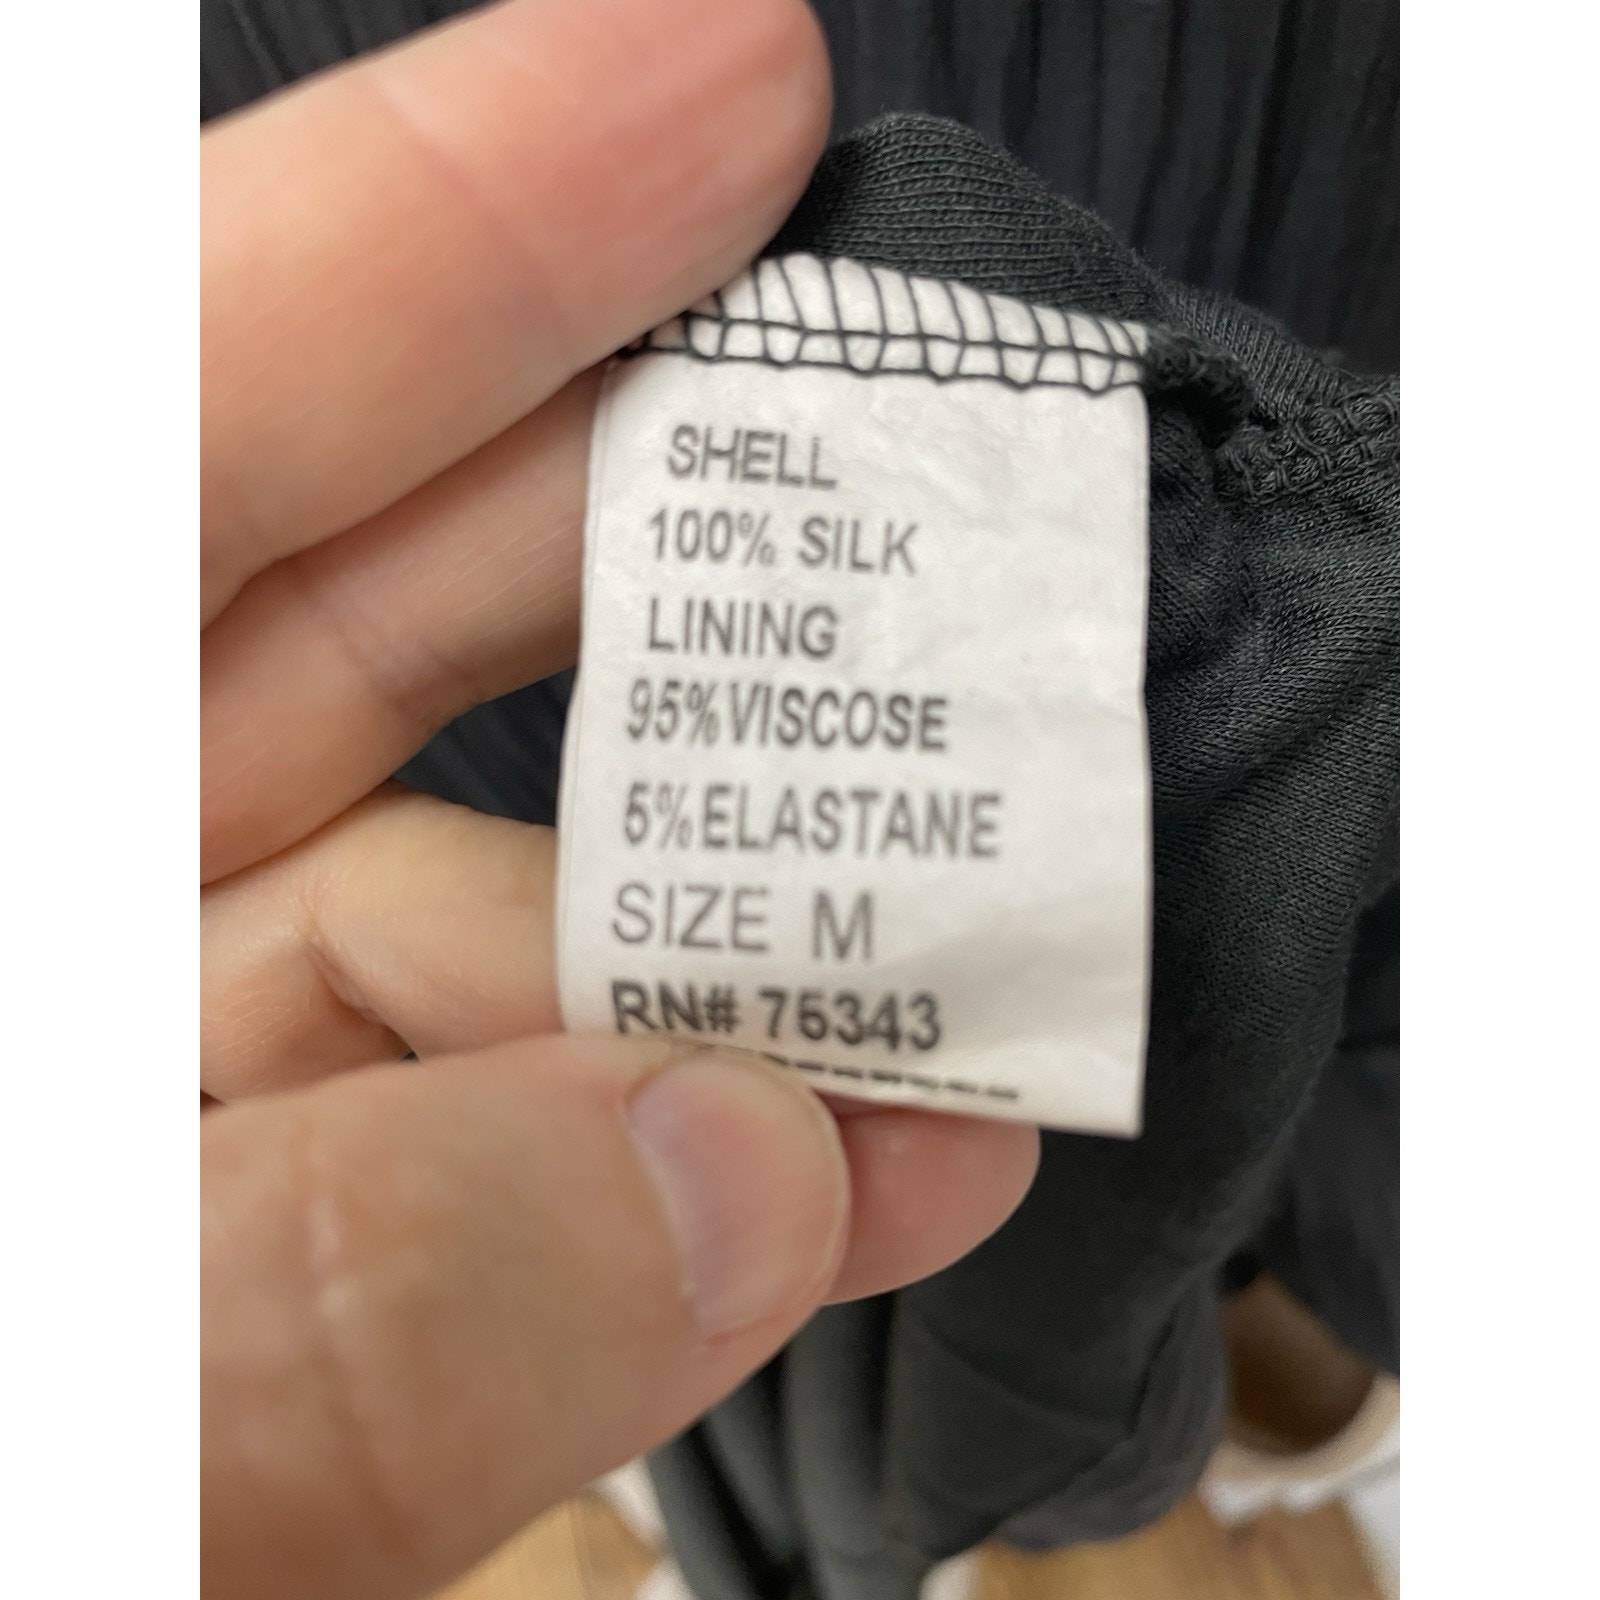 SHELL
100% SILK
LINING
95%VISCOSE
5%ELASTANE
SIZE M
RN# 75343